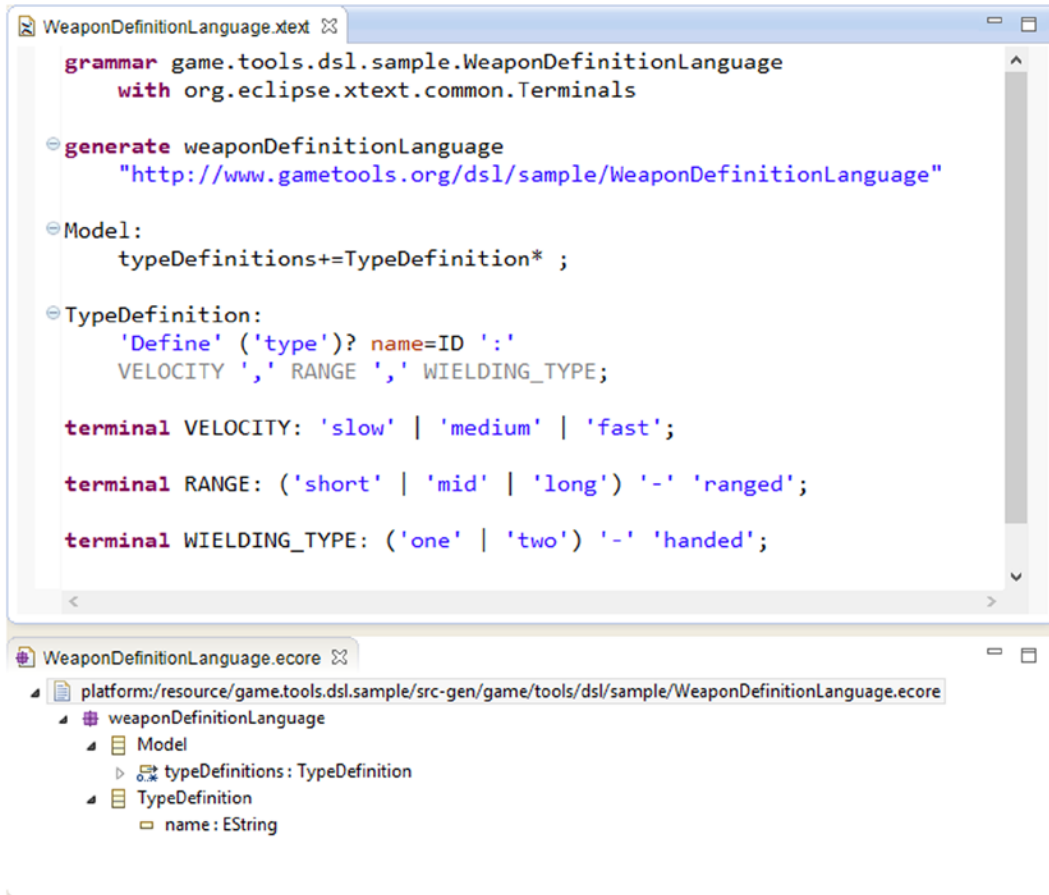 WeaponDefinitionLanguage.xtext
grammar game.tools.dsl.sample.WeaponDefinitionLanguage
with org.eclipse.xtext.common.Terminals
generate weaponDefinitionLanguage
"http://www.gametools.org/dsl/sample/WeaponDefinitionLanguage"
Model:
typeDefinitions+=TypeDefinition* ;
TypeDefinition:
'Define' ('type')? name=ID ':'
VELOCITY ',' RANGE ',' WIELDING_TYPE;
terminal VELOCITY: 'slow' | 'medium' | 'fast';
terminal RANGE: ('short' | 'mid' | 'long') '-' 'ranged';
terminal WIELDING_TYPE: ('one' | 'two') '-' 'handed';
WeaponDefinitionLanguage.ecore
platform:/resource/game.tools.dsl.sample/src-gen/game/tools/dsl/sample/WeaponDefinitionLanguage.ecore
weaponDefinitionLanguage
Model
typeDefinitions : TypeDefinition
TypeDefinition
name : EString